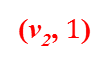 (v₂, 1)